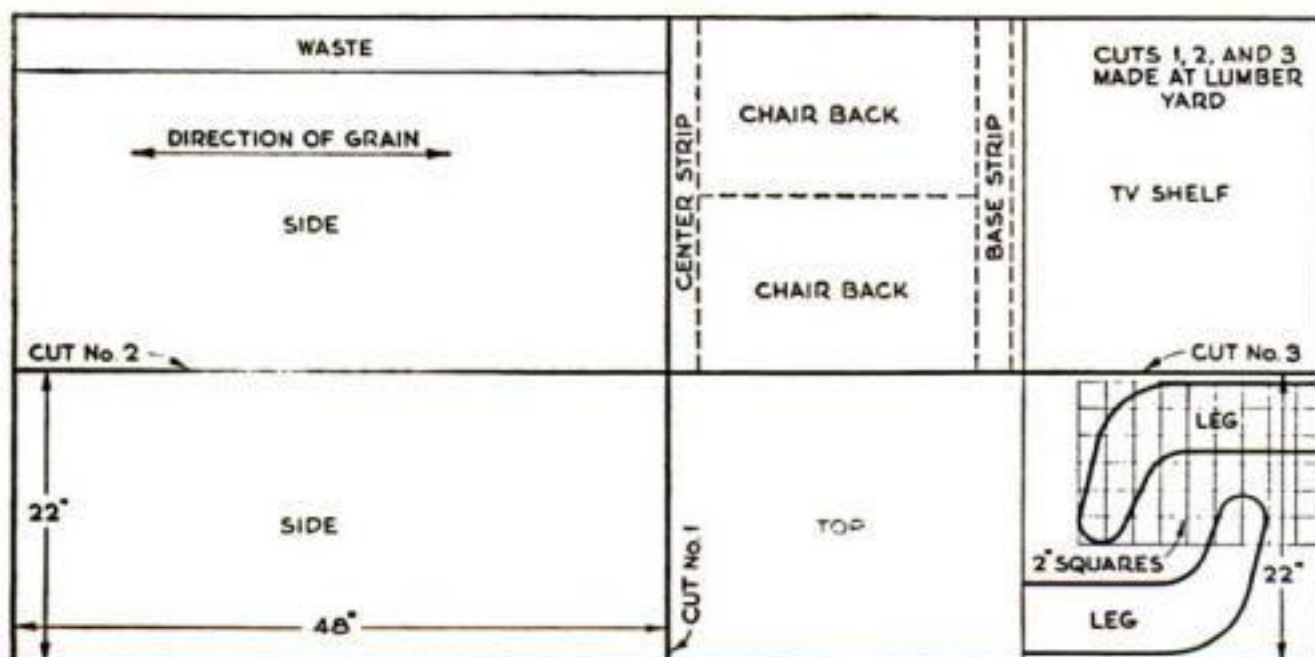 WASTE
DIRECTION OF GRAIN
SIDE
CUT No. 2
CENTER STRIP
CHAIR BACK
CHAIR BACK
BASE STRIP
CUTS 1, 2, AND 3
MADE AT LUMBER
YARD
TV SHELF
CUT No. 3
22"
SIDE
48"
CUT No. 1
TOP
LEG
2" SQUARES
22"
LEG